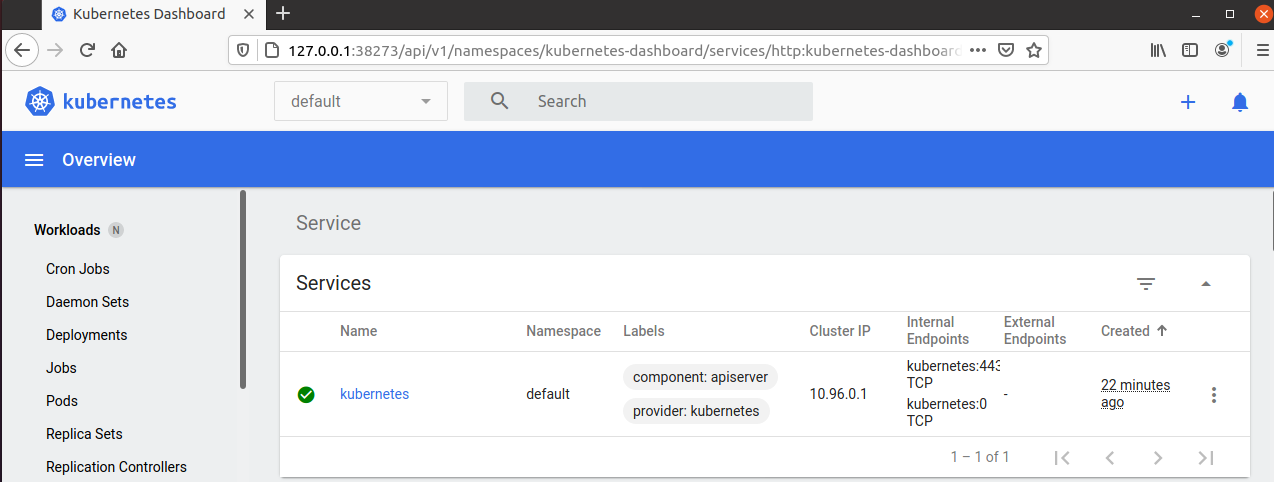 Kubernetes Dashboard
127.0.0.1:38273/api/v1/namespaces/kubernetes-dashboard/services/http:kubernetes-dashboard
kubernetes
default
Search
Overview
Workloads N
Cron Jobs
Daemon Sets
Deployments
Jobs
Pods
Replica Sets
Replication Controllers
Service
Services
Name
Namespace
Labels
Cluster IP
Internal
Endpoints
External
Endpoints
Created
kubernetes
default
component: apiserver
provider: kubernetes
10.96.0.1
kubernetes:443
TCP
kubernetes:0
TCP
-
22 minutes
ago
1 – 1 of 1